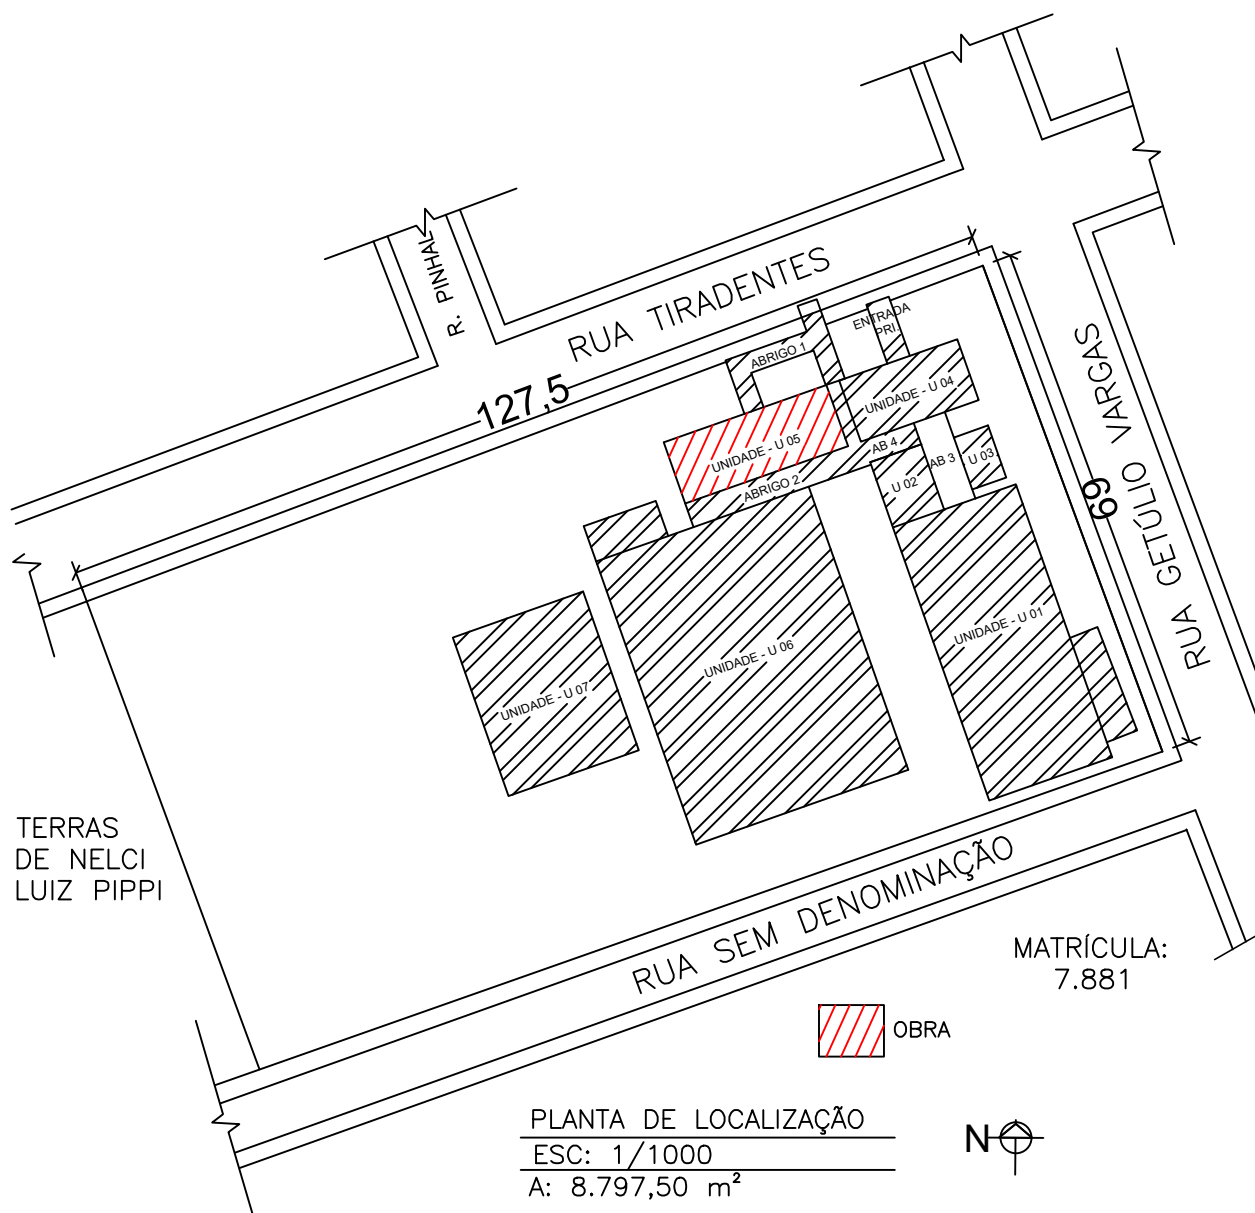 R. PINHAL
RUA TIRADENTES
127,5
ENTRADA
PRI.
ABRIGO 1
UNIDADE - U 04
RUA GETÚLIO VARGAS
69
UNIDADE - U 05
AB 4
AB 3
U 03
U 02
ABRIGO 2
UNIDADE - U 01
UNIDADE - U 06
UNIDADE - U 07
TERRAS
DE NELCI
LUIZ PIPPI
RUA SEM DENOMINAÇÃO
MATRÍCULA:
7.881
OBRA
PLANTA DE LOCALIZAÇÃO
ESC: 1/1000
A: 8.797,50 m²
N